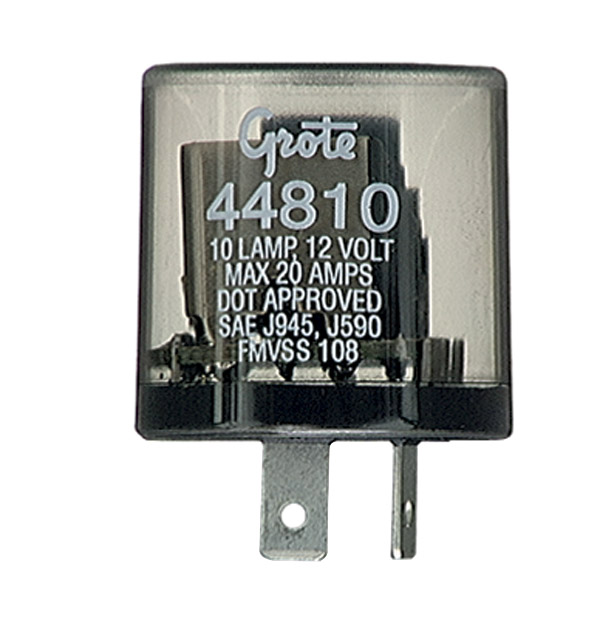 Grote
44810
10 LAMP, 12 VOLT
MAX 20 AMPS
DOT APPROVED
SAE J945, J590
FMVSS 108